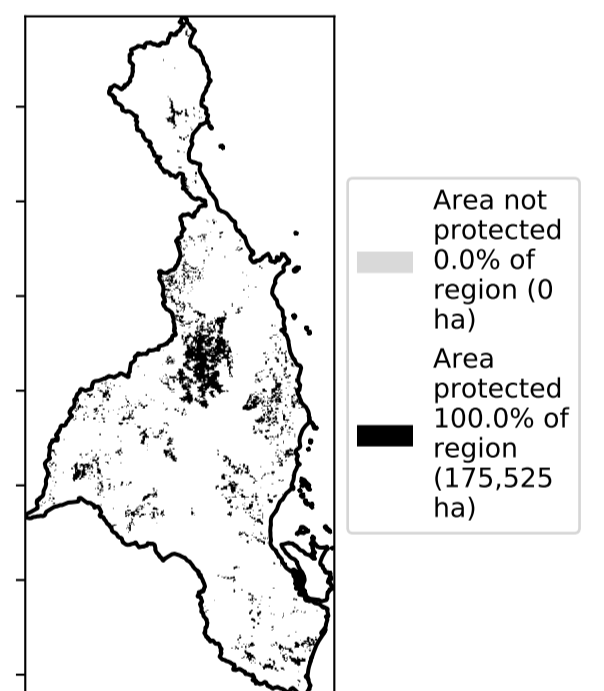 Area not
protected
0.0% of
region (0
ha)
Area
protected
100.0% of
region
(175,525
ha)